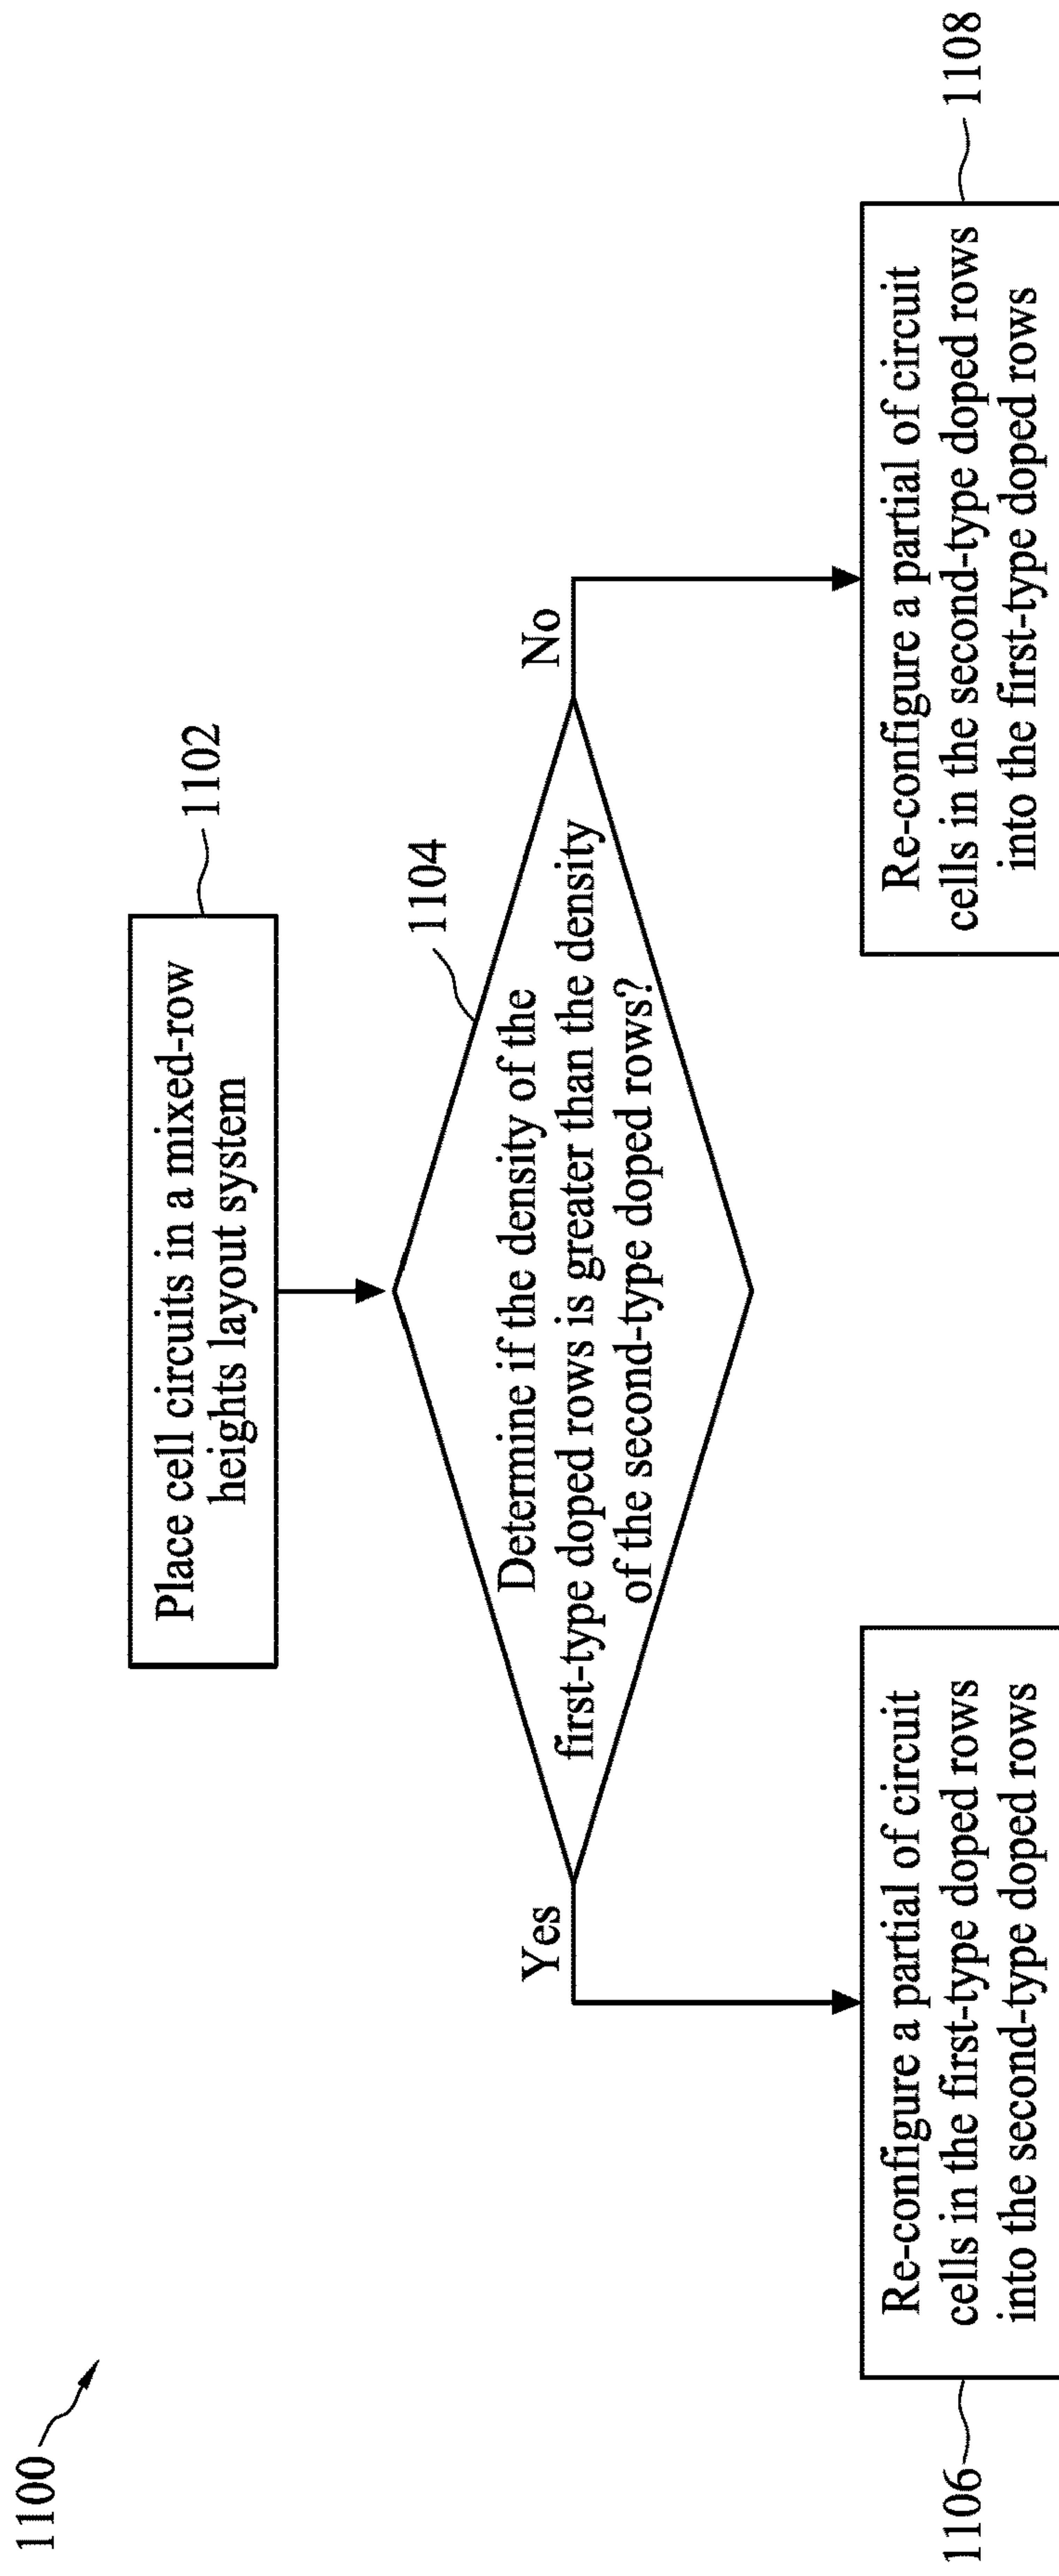 1100
Place cell circuits in a mixed-row
heights layout system
1102
1104
Determine if the density of the
first-type doped rows is greater than the density
of the second-type doped rows?
Yes
No
Re-configure a partial of circuit
cells in the first-type doped rows
into the second-type doped rows
1106
Re-configure a partial of circuit
cells in the second-type doped rows
into the first-type doped rows
1108